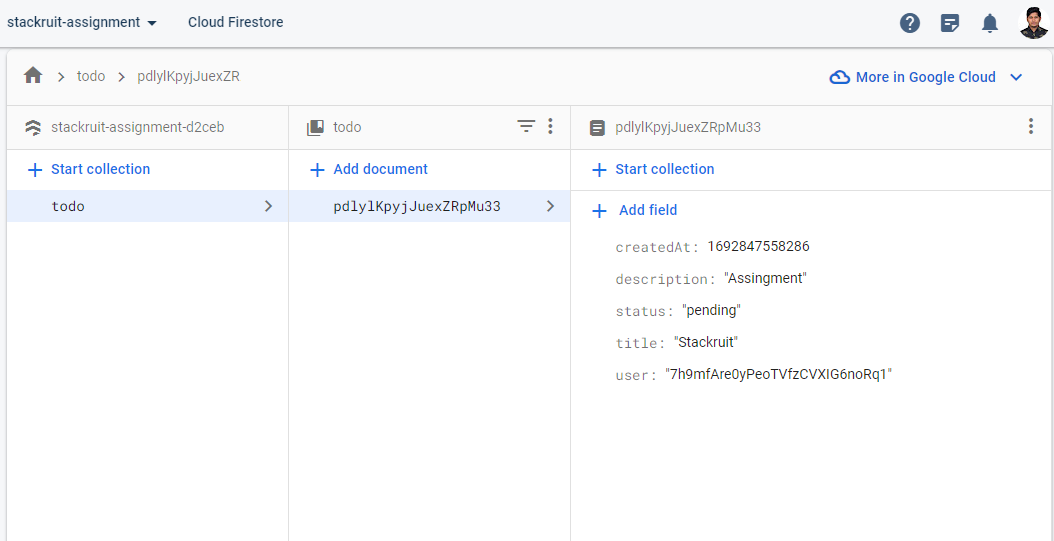 stackruit-assignment Cloud Firestore
todo pdlylKpyjJuexZR More in Google Cloud
stackruit-assignment-d2ceb todo pdlylKpyjJuexZRpMu33
Start collection Add document Start collection
todo pdlylKpyjJuexZRpMu33
Add field
createdAt: 1692847558286
description: "Assingment"
status: "pending"
title: "Stackruit"
user: "7h9mfAre0yPeoTVfzCVXIG6noRq1"